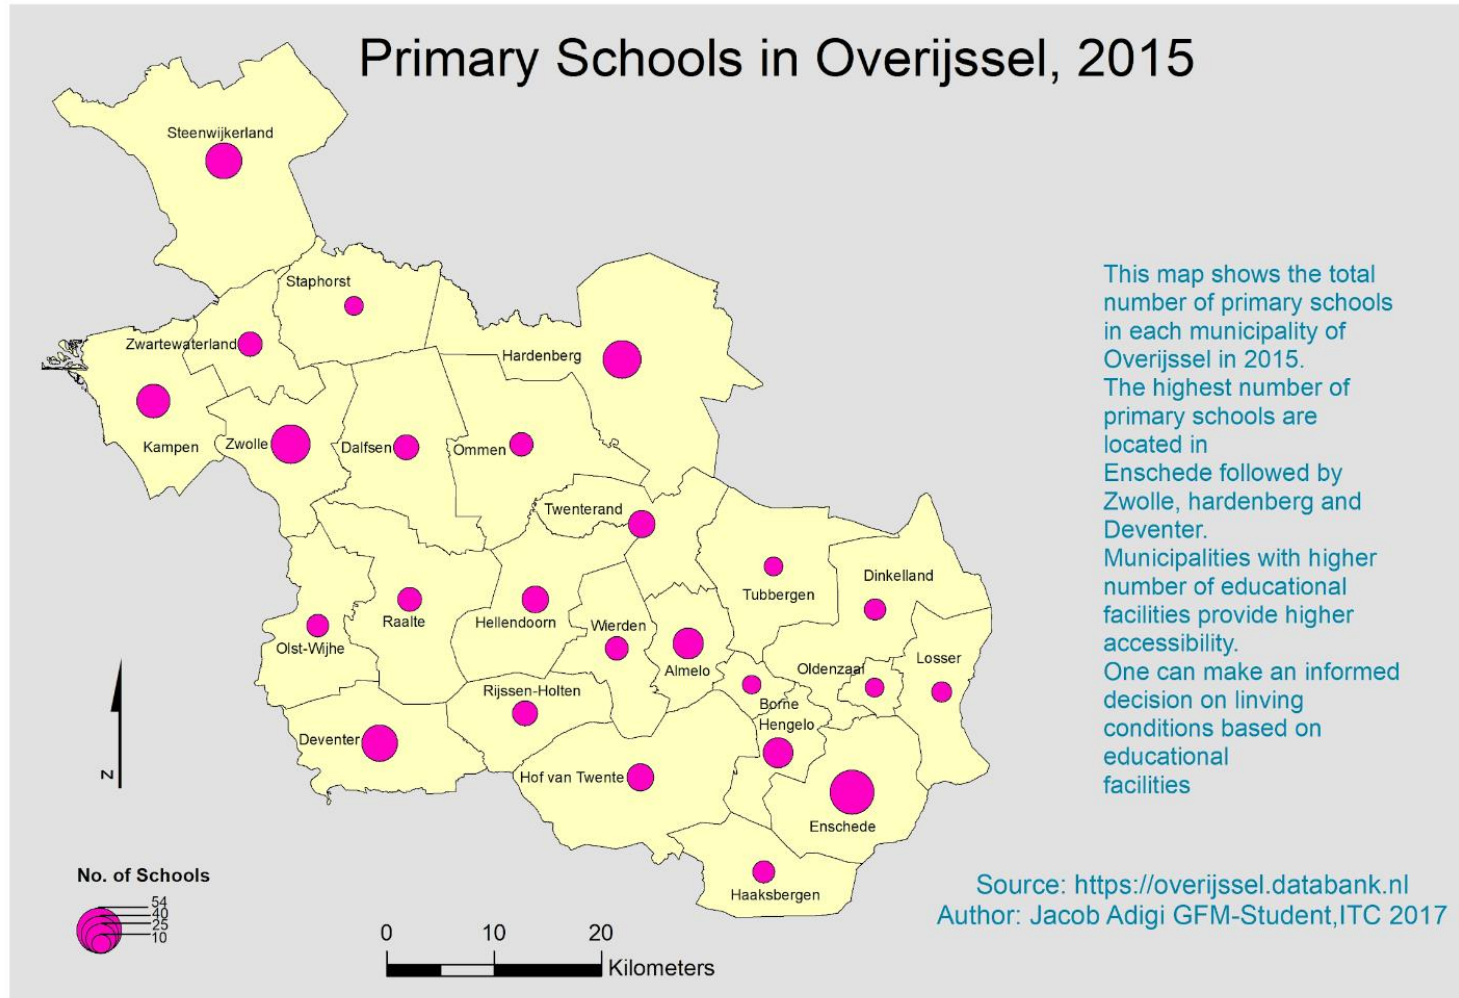 Primary Schools in Overijssel, 2015
Steenwijkerland
Staphorst
Zwartewaterland
Hardenberg
Kampen
Zwolle
Dalfsen
Ommen
Twenterand
Tubbergen
Dinkelland
Olst-Wijhe
Raalte
Hellendoorn
Wierden
Almelo
Oldenzaal
Losser
Rijssen-Holten
Borne
Hengelo
Deventer
Hof van Twente
Enschede
Haaksbergen
This map shows the total
number of primary schools
in each municipality of
Overijssel in 2015.
The highest number of
primary schools are
located in
Enschede followed by
Zwolle, hardenberg and
Deventer.
Municipalities with higher
number of educational
facilities provide higher
accessibility.
One can make an informed
decision on linving
conditions based on
educational
facilities
N
No. of Schools
54
40
25
10
0 10 20
Kilometers
Source: https://overijssel.databank.nl
Author: Jacob Adigi GFM-Student,ITC 2017